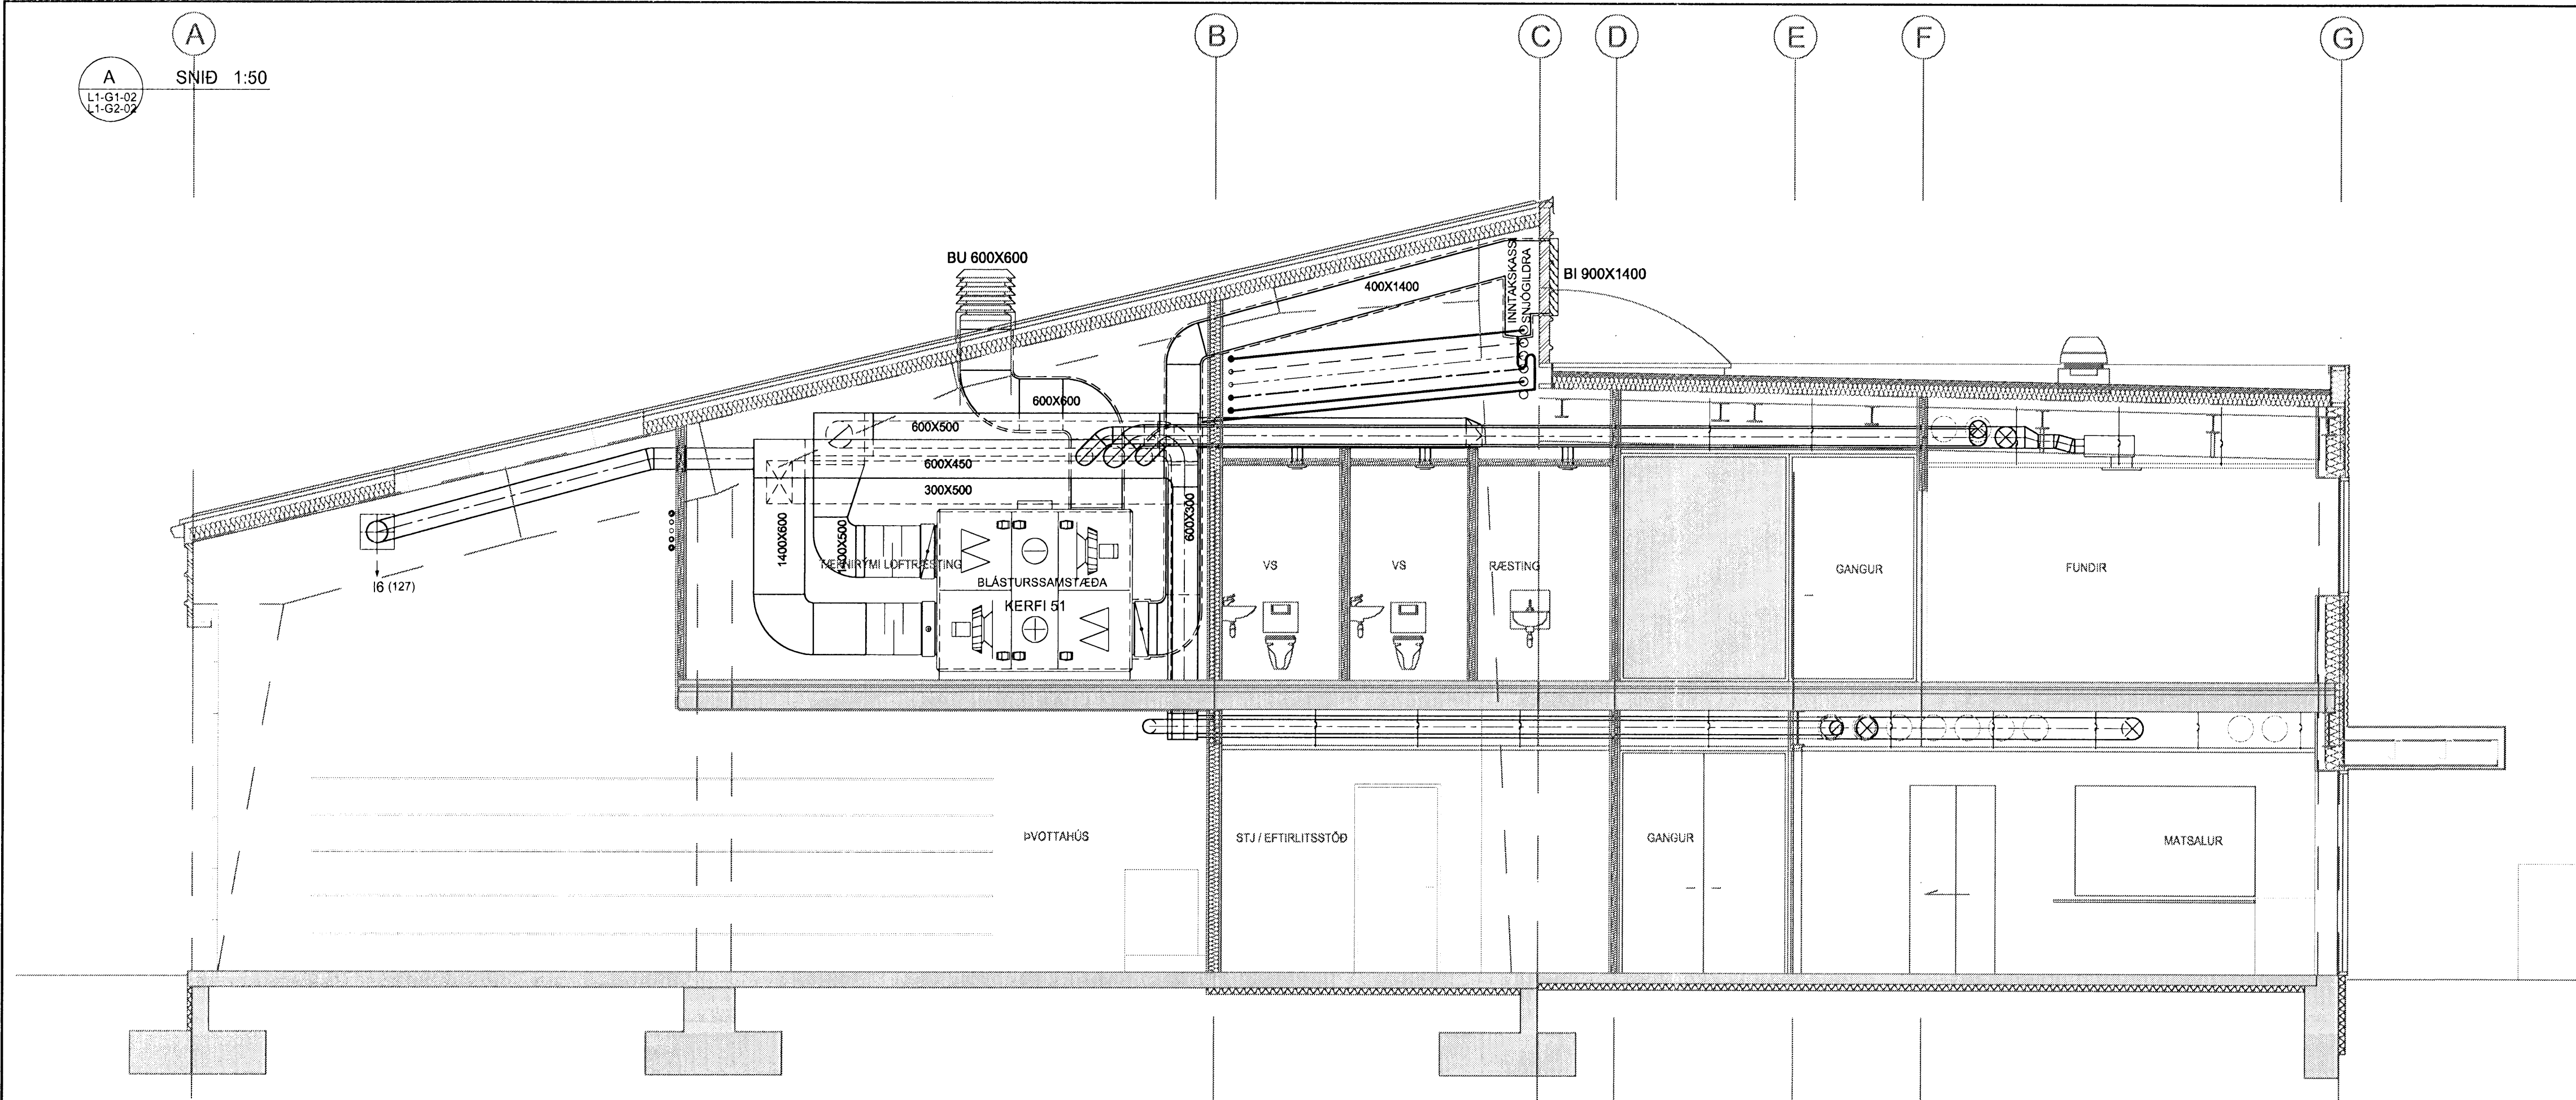 A
B
C
D
E
F
G
A
SNIÐ 1:50
L1-G1-02
L1-G2-02
BU 600X600
INNTAKSKASSI
SNJÓGILDRA
BI 900X1400
400X1400
600X600
600X500
600X450
300X500
600X300
1400X600
1400X500
I6 (127)
TÆKNIRÝMI LOFTRÆSTING
BLÁSTURSSAMSTÆÐA
KERFI 51
VS
VS
RÆSTING
GANGUR
FUNDIR
ÞVOTTAHÚS
STJ / EFTIRLITSSTÖÐ
GANGUR
MATSALUR